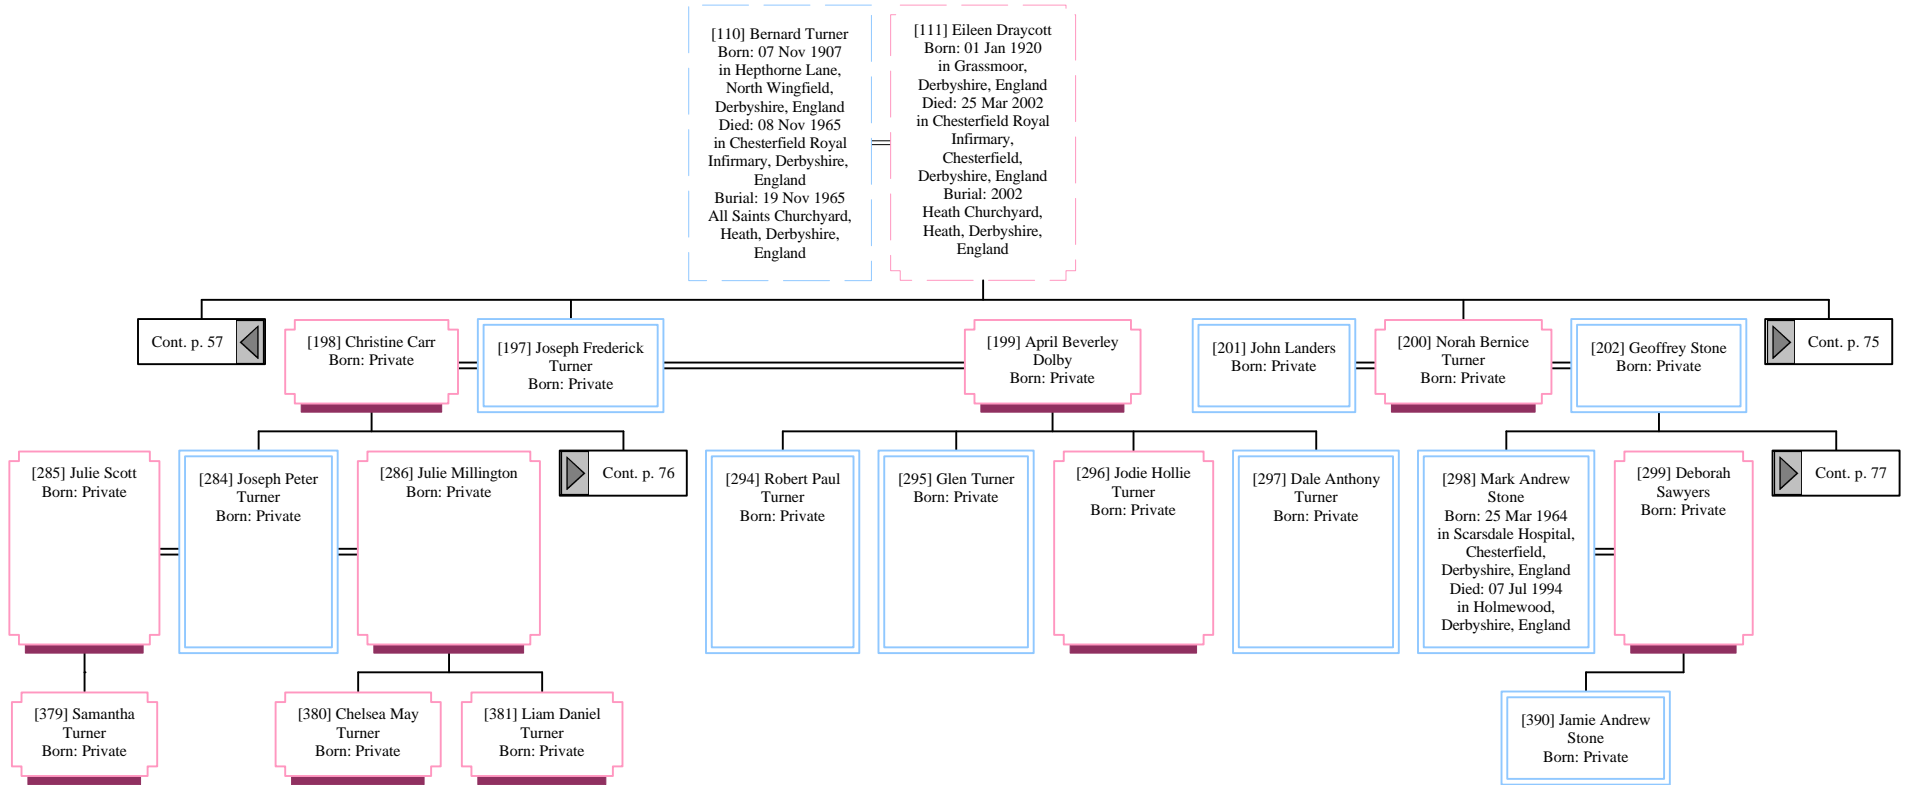 [110] Bernard Turner
Born: 07 Nov 1907
in Hepthorne Lane,
North Wingfield,
Derbyshire, England
Died: 08 Nov 1965
in Chesterfield Royal
Infirmary, Derbyshire,
England
Burial: 19 Nov 1965
All Saints Churchyard,
Heath, Derbyshire,
England
[111] Eileen Draycott
Born: 01 Jan 1920
in Grassmoor,
Derbyshire, England
Died: 25 Mar 2002
in Chesterfield Royal
Infirmary,
Chesterfield,
Derbyshire, England
Burial: 2002
Heath Churchyard,
Heath, Derbyshire,
England
Cont. p. 57
[198] Christine Carr
Born: Private
[197] Joseph Frederick
Turner
Born: Private
[199] April Beverley
Dolby
Born: Private
[201] John Landers
Born: Private
[200] Norah Bernice
Turner
Born: Private
[202] Geoffrey Stone
Born: Private
Cont. p. 75
[285] Julie Scott
Born: Private
[284] Joseph Peter
Turner
Born: Private
[286] Julie Millington
Born: Private
Cont. p. 76
[294] Robert Paul
Turner
Born: Private
[295] Glen Turner
Born: Private
[296] Jodie Hollie
Turner
Born: Private
[297] Dale Anthony
Turner
Born: Private
[298] Mark Andrew
Stone
Born: 25 Mar 1964
in Scarsdale Hospital,
Chesterfield,
Derbyshire, England
Died: 07 Jul 1994
in Holmewood,
Derbyshire, England
[299] Deborah
Sawyers
Born: Private
Cont. p. 77
[379] Samantha
Turner
Born: Private
[380] Chelsea May
Turner
Born: Private
[381] Liam Daniel
Turner
Born: Private
[390] Jamie Andrew
Stone
Born: Private